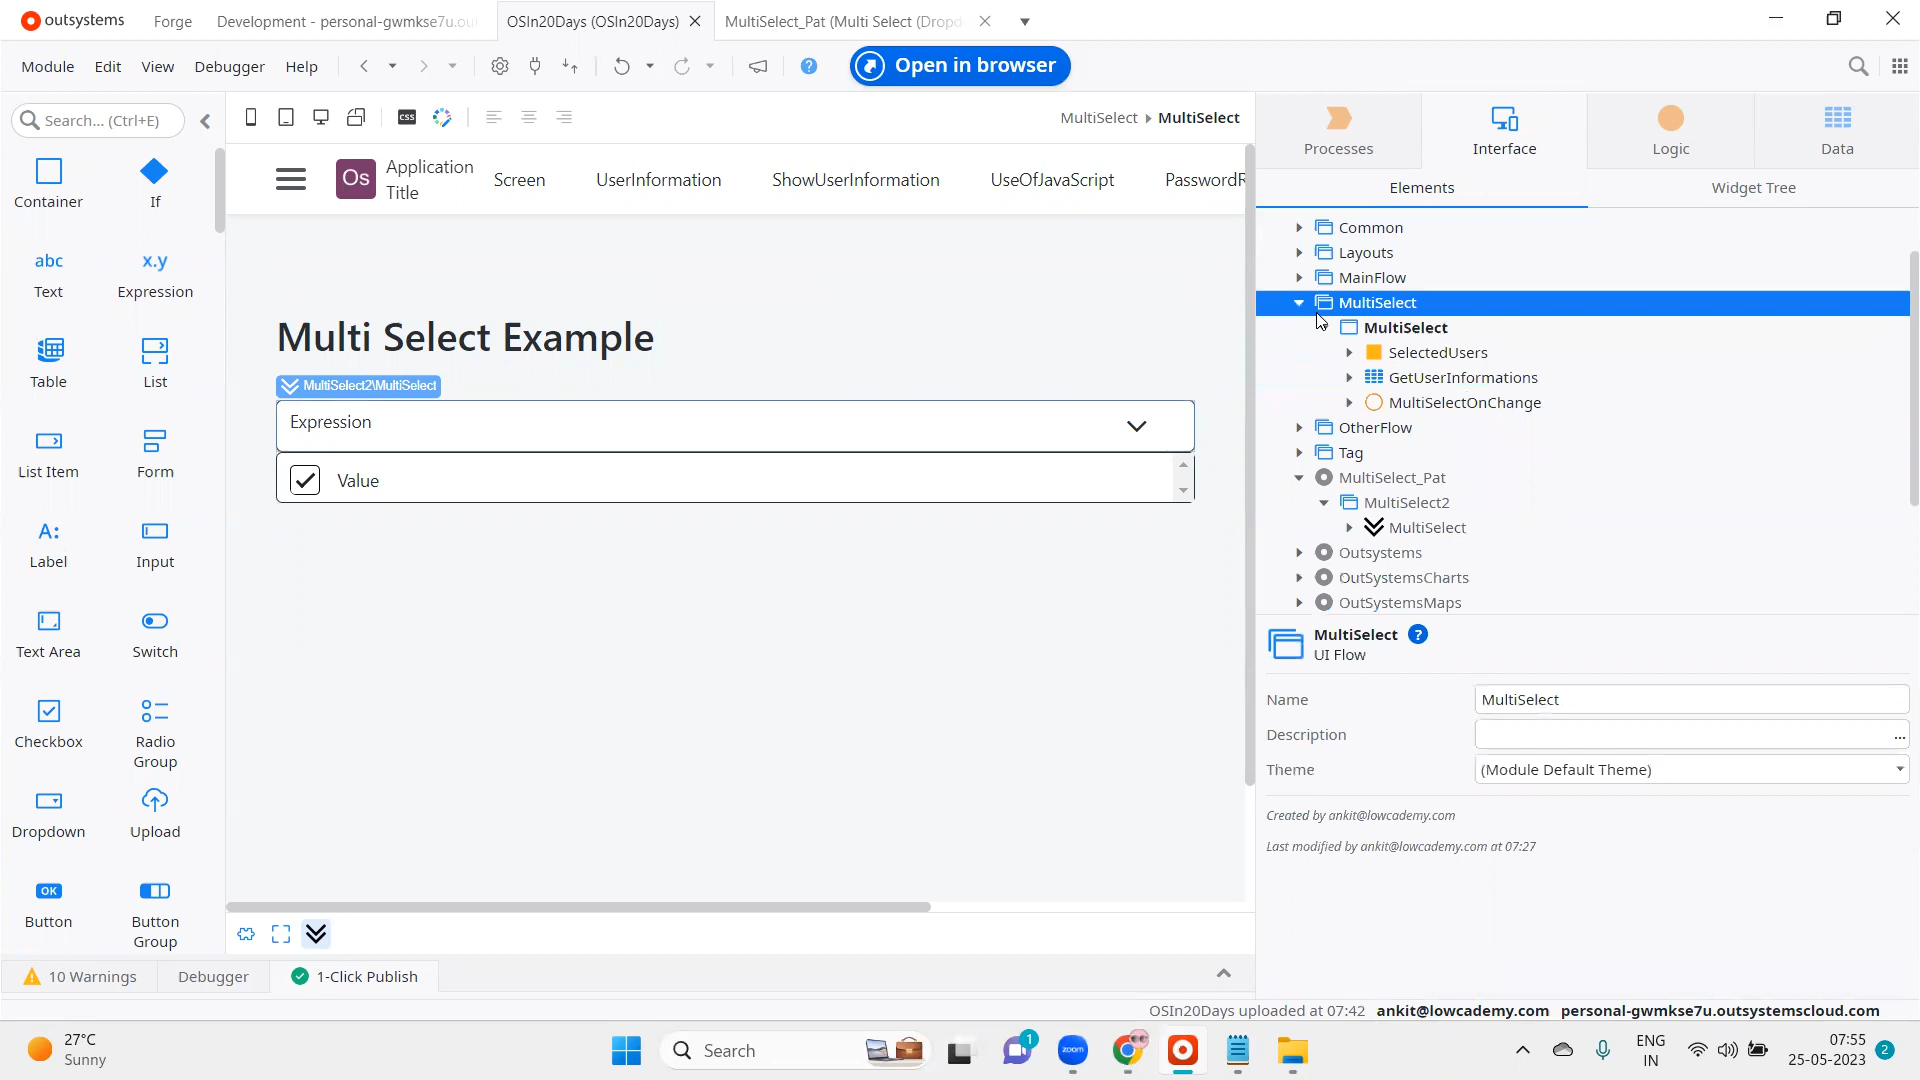 outsystems
Forge
Development - personal-gwmkse7u.ou
OSIn20Days (OSIn20Days)
MultiSelect_Pat (Multi Select (Dropd
Module
Edit
View
Debugger
Help
Open in browser
Search... (Ctrl+E)
CSS
MultiSelect
MultiSelect
Processes
Interface
Logic
Data
Elements
Widget Tree
Container
If
abc
Text
x.y
Expression
Table
List
List Item
Form
A:
Label
Input
Text Area
Switch
Checkbox
Radio
Group
Dropdown
Upload
OK
Button
Button
Group
Os
Application
Title
Screen
UserInformation
ShowUserInformation
UseOfJavaScript
PasswordR
Multi Select Example
MultiSelect2\MultiSelect
Expression
Value
Common
Layouts
MainFlow
MultiSelect
MultiSelect
SelectedUsers
GetUserInformations
MultiSelectOnChange
OtherFlow
Tag
MultiSelect_Pat
MultiSelect2
MultiSelect
Outsystems
OutSystemsCharts
OutSystemsMaps
MultiSelect ?
UI Flow
Name
MultiSelect
Description
...
Theme
(Module Default Theme)
Created by ankit@lowcademy.com
Last modified by ankit@lowcademy.com at 07:27
10 Warnings
Debugger
1-Click Publish
OSIn20Days uploaded at 07:42 ankit@lowcademy.com personal-gwmkse7u.outsystemscloud.com
27°C
Sunny
Search
1
zoom
ENG
IN
07:55
25-05-2023
2